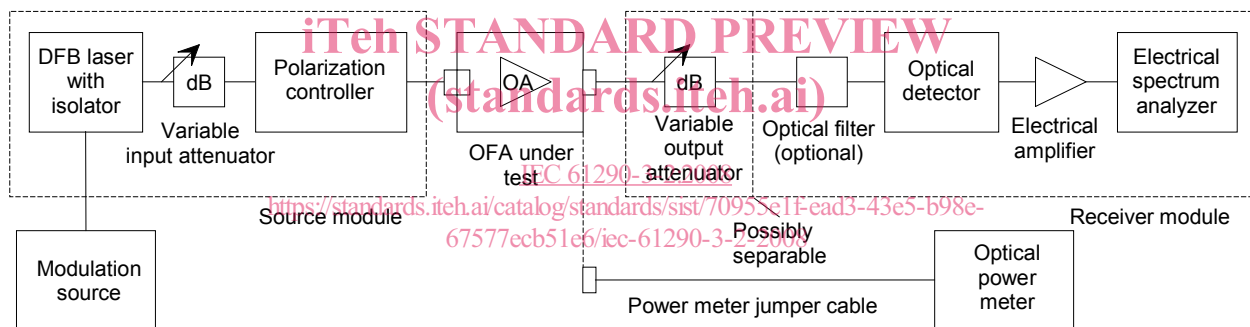 iTeh STANDARD PREVIEW
(standards.iteh.ai)
DFB laser
with
isolator
dB
Polarization
controller
OA
dB
Optical
detector
Electrical
spectrum
analyzer
Variable
input attenuator
OFA under
test
Variable
output
attenuator
Optical filter
(optional)
Electrical
amplifier
IEC 61290-3-2:2008
https://standards.iteh.ai/catalog/standards/sist/70955e1f-ead3-43e5-b98e-
67577ecb51e6/iec-61290-3-2-2008
Source module
Possibly
separable
Receiver module
Modulation
source
Power meter jumper cable
Optical
power
meter